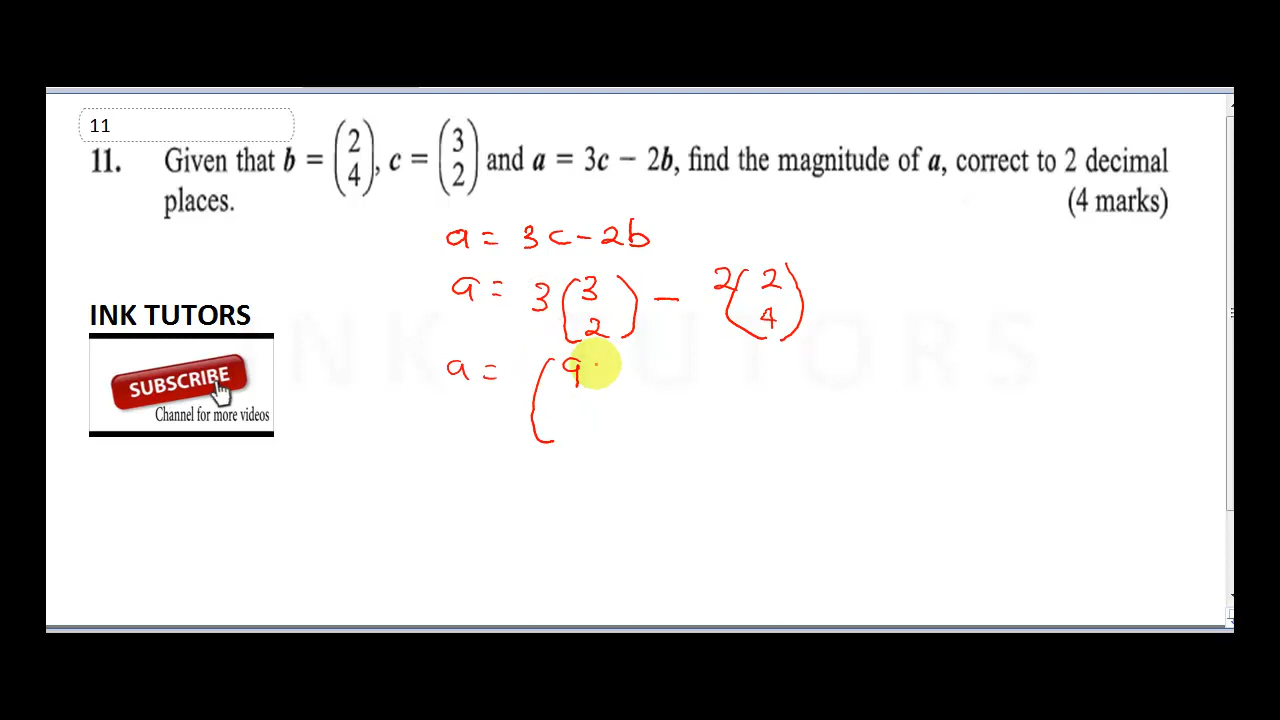 11
11. Given that b = (2 4), c = (3 2) and a = 3c − 2b, find the magnitude of a, correct to 2 decimal
places. (4 marks)
a = 3c - 2b
a = 3(3 2) - 2(2 4)
INK TUTORS
a = (9
SUBSCRIBE
Channel for more videos
INK TUTORS